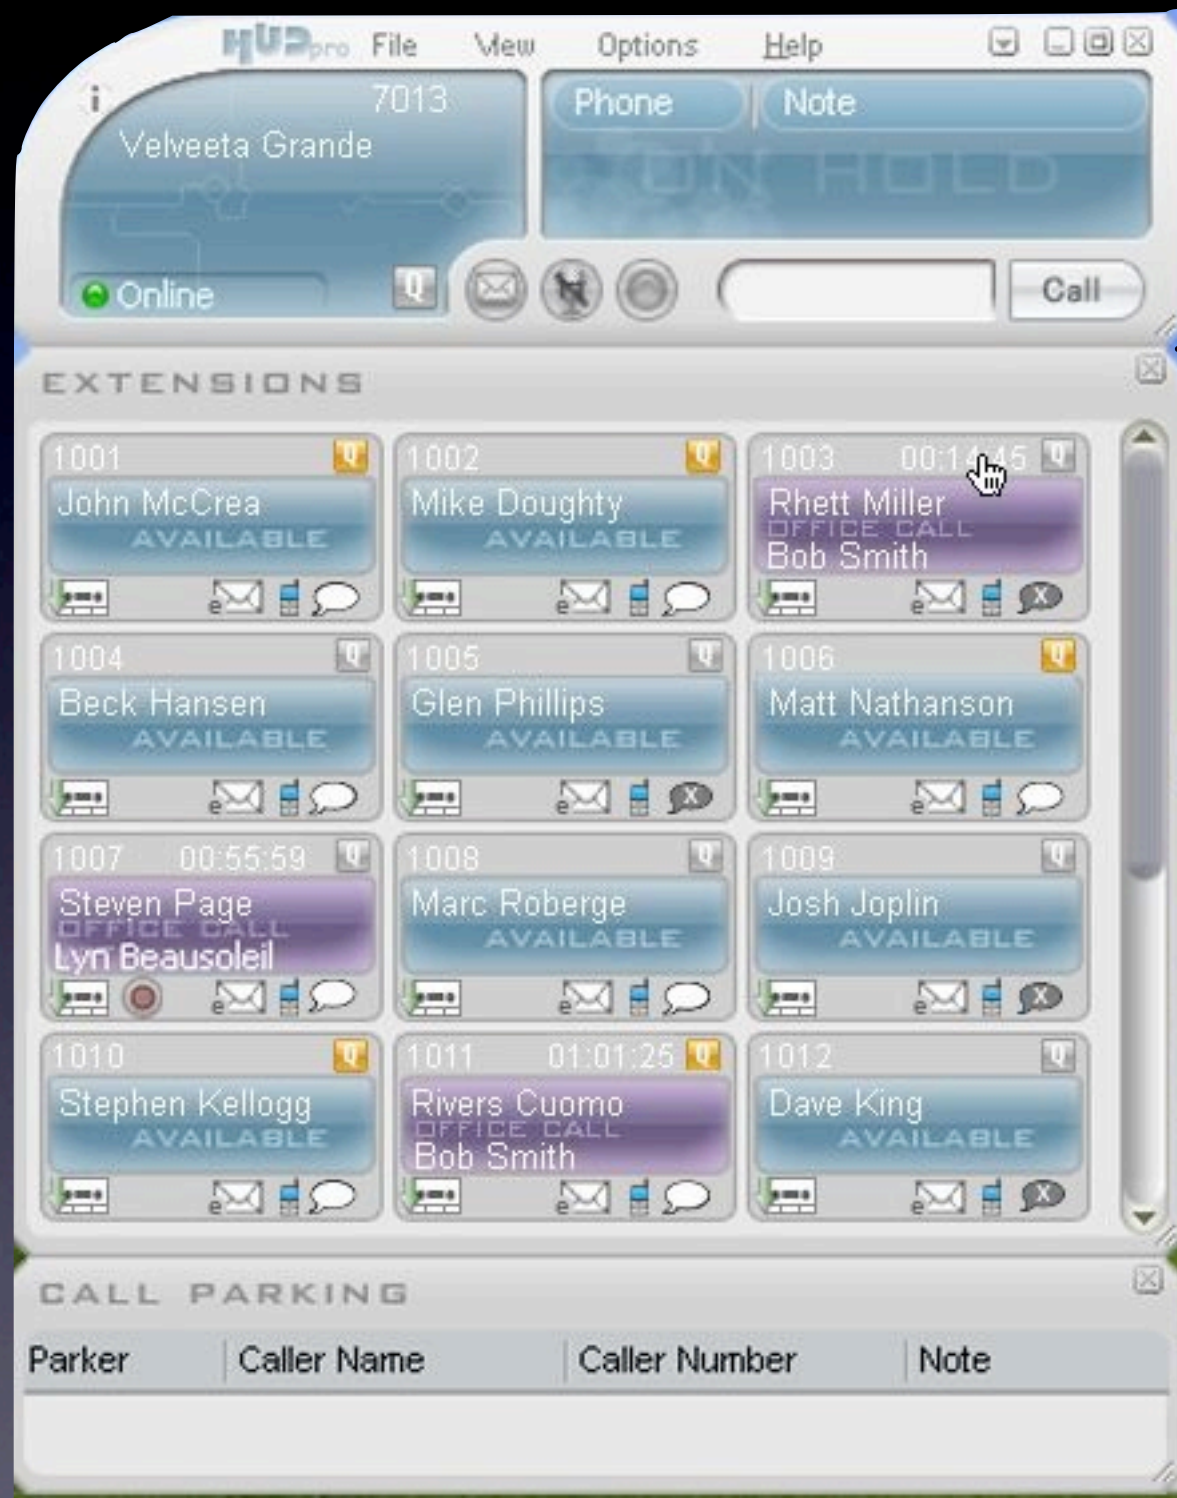 HUDpro File View Options Help
i 7013
Velveeta Grande
Phone Note
ON HOLD
Online Q
Call
EXTENSIONS
1001 Q
John McCrea
AVAILABLE
1002 Q
Mike Doughty
AVAILABLE
1003 00:14:45 Q
Rhett Miller
OFFICE CALL
Bob Smith
1004 Q
Beck Hansen
AVAILABLE
1005 Q
Glen Phillips
AVAILABLE
1006 Q
Matt Nathanson
AVAILABLE
1007 00:55:59 Q
Steven Page
OFFICE CALL
Lyn Beausoleil
1008 Q
Marc Roberge
AVAILABLE
1009 Q
Josh Joplin
AVAILABLE
1010 Q
Stephen Kellogg
AVAILABLE
1011 01:01:25 Q
Rivers Cuomo
OFFICE CALL
Bob Smith
1012 Q
Dave King
AVAILABLE
CALL PARKING
Parker Caller Name Caller Number Note